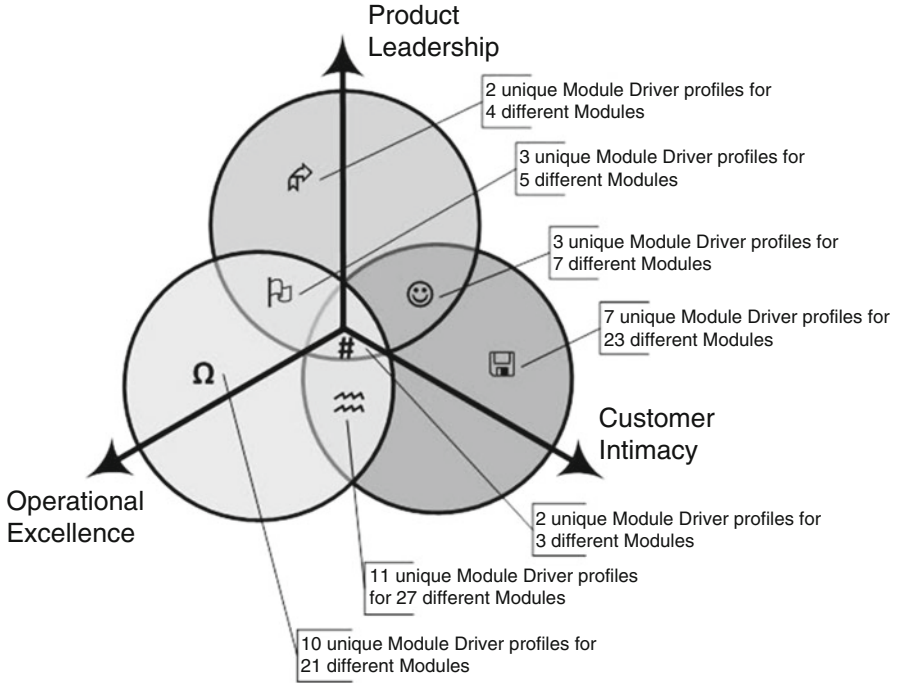 Product
Leadership
2 unique Module Driver profiles for
4 different Modules
3 unique Module Driver profiles for
5 different Modules
3 unique Module Driver profiles for
7 different Modules
7 unique Module Driver profiles for
23 different Modules
#
Ω
Customer
Intimacy
Operational
Excellence
2 unique Module Driver profiles for
3 different Modules
11 unique Module Driver profiles
for 27 different Modules
10 unique Module Driver profiles for
21 different Modules